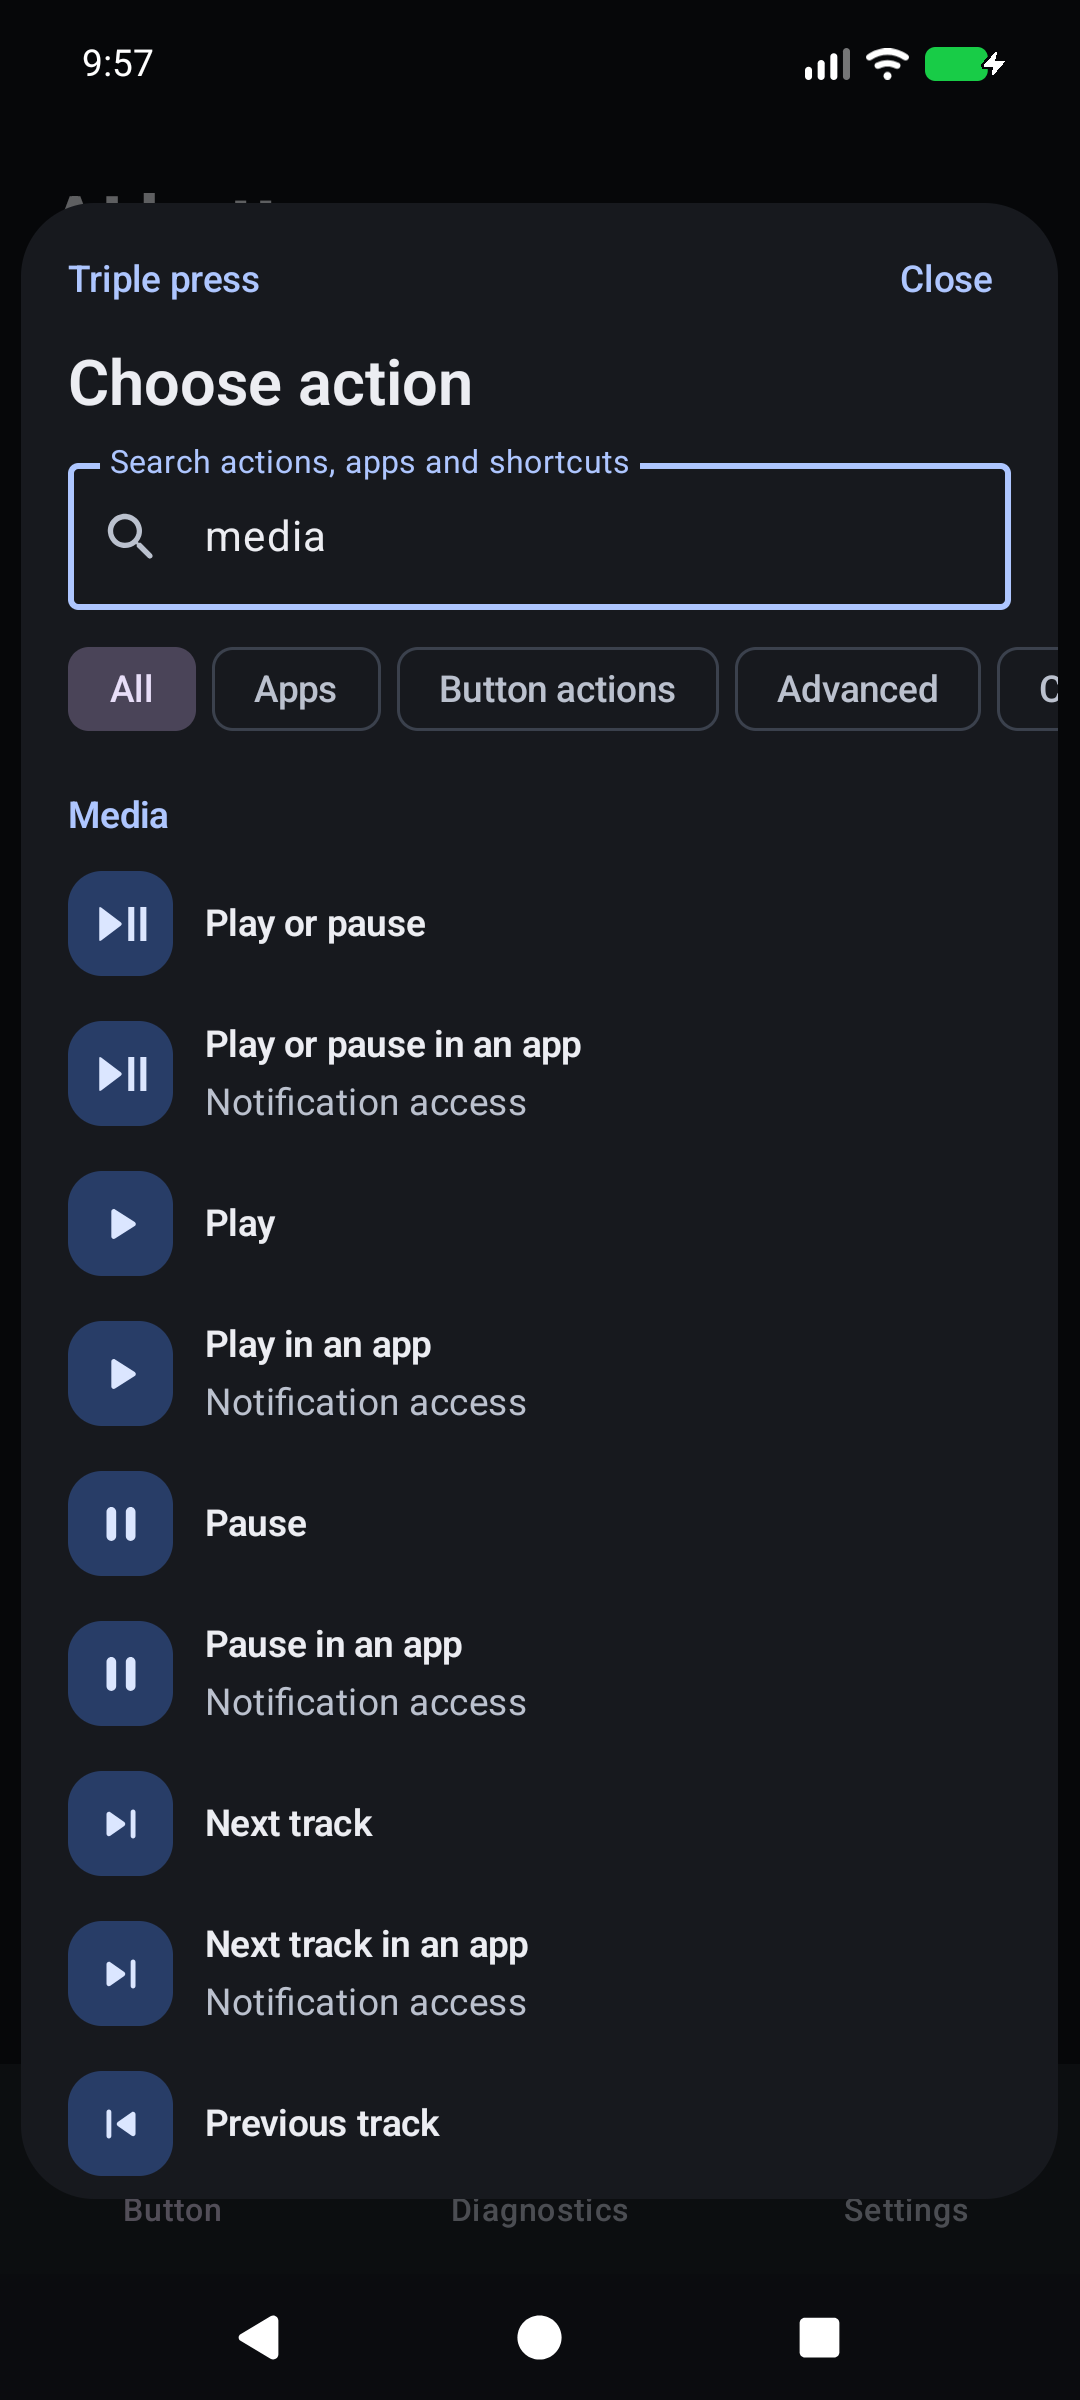 9:57
Triple press
Close
Choose action
Search actions, apps and shortcuts
media
All
Apps
Button actions
Advanced
Media
Play or pause
Play or pause in an app
Notification access
Play
Play in an app
Notification access
Pause
Pause in an app
Notification access
Next track
Next track in an app
Notification access
Previous track
Button
Diagnostics
Settings